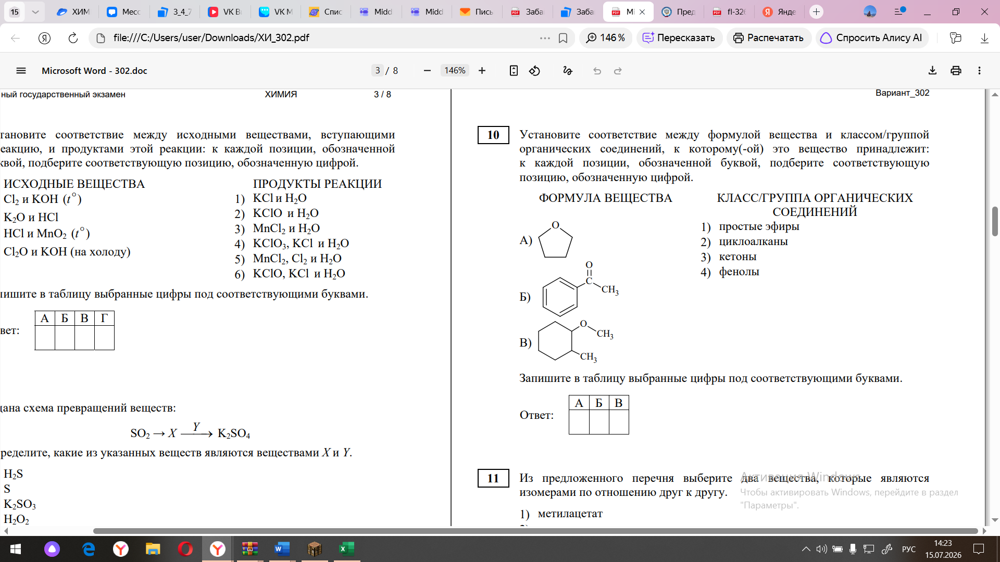 15
ХИМ
Мессе
3_4_7
VK Ви
VK М
Спис
Midd
Midd
Пись
Заба
Заба
Mi
Пред
fl-326
Янде
file:///C:/Users/user/Downloads/ХИ_302.pdf
146 %
Пересказать
Распечатать
Спросить Алису AI
Microsoft Word - 302.doc
3 / 8
146%
ный государственный экзамен
ХИМИЯ
3 / 8
тановите соответствие между исходными веществами, вступающими
еакцию, и продуктами этой реакции: к каждой позиции, обозначенной
квой, подберите соответствующую позицию, обозначенную цифрой.
ИСХОДНЫЕ ВЕЩЕСТВА
ПРОДУКТЫ РЕАКЦИИ
Cl₂ и KOH (t°)
K₂O и HCl
HCl и MnO₂ (t°)
Cl₂O и KOH (на холоду)
1) KCl и H₂O
2) KClO и H₂O
3) MnCl₂ и H₂O
4) KClO₃, KCl и H₂O
5) MnCl₂, Cl₂ и H₂O
6) KClO, KCl и H₂O
пишите в таблицу выбранные цифры под соответствующими буквами.
А Б В Г
вет:
дана схема превращений веществ:
Y
SO₂ → X ⟶ K₂SO₄
ределите, какие из указанных веществ являются веществами X и Y.
H₂S
S
K₂SO₃
H₂O₂
Вариант_302
10
Установите соответствие между формулой вещества и классом/группой
органических соединений, к которому(-ой) это вещество принадлежит:
к каждой позиции, обозначенной буквой, подберите соответствующую
позицию, обозначенную цифрой.
ФОРМУЛА ВЕЩЕСТВА
КЛАСС/ГРУППА ОРГАНИЧЕСКИХ
СОЕДИНЕНИЙ
O
А)
O
C
CH₃
Б)
O
CH₃
В)
CH₃
1) простые эфиры
2) циклоалканы
3) кетоны
4) фенолы
Запишите в таблицу выбранные цифры под соответствующими буквами.
А Б В
Ответ:
11
Из предложенного перечня выберите два вещества, которые являются
изомерами по отношению друг к другу.
1) метилацетат
Активация Windows
Чтобы активировать Windows, перейдите в раздел
"Параметры".
РУС
14:23
15.07.2026